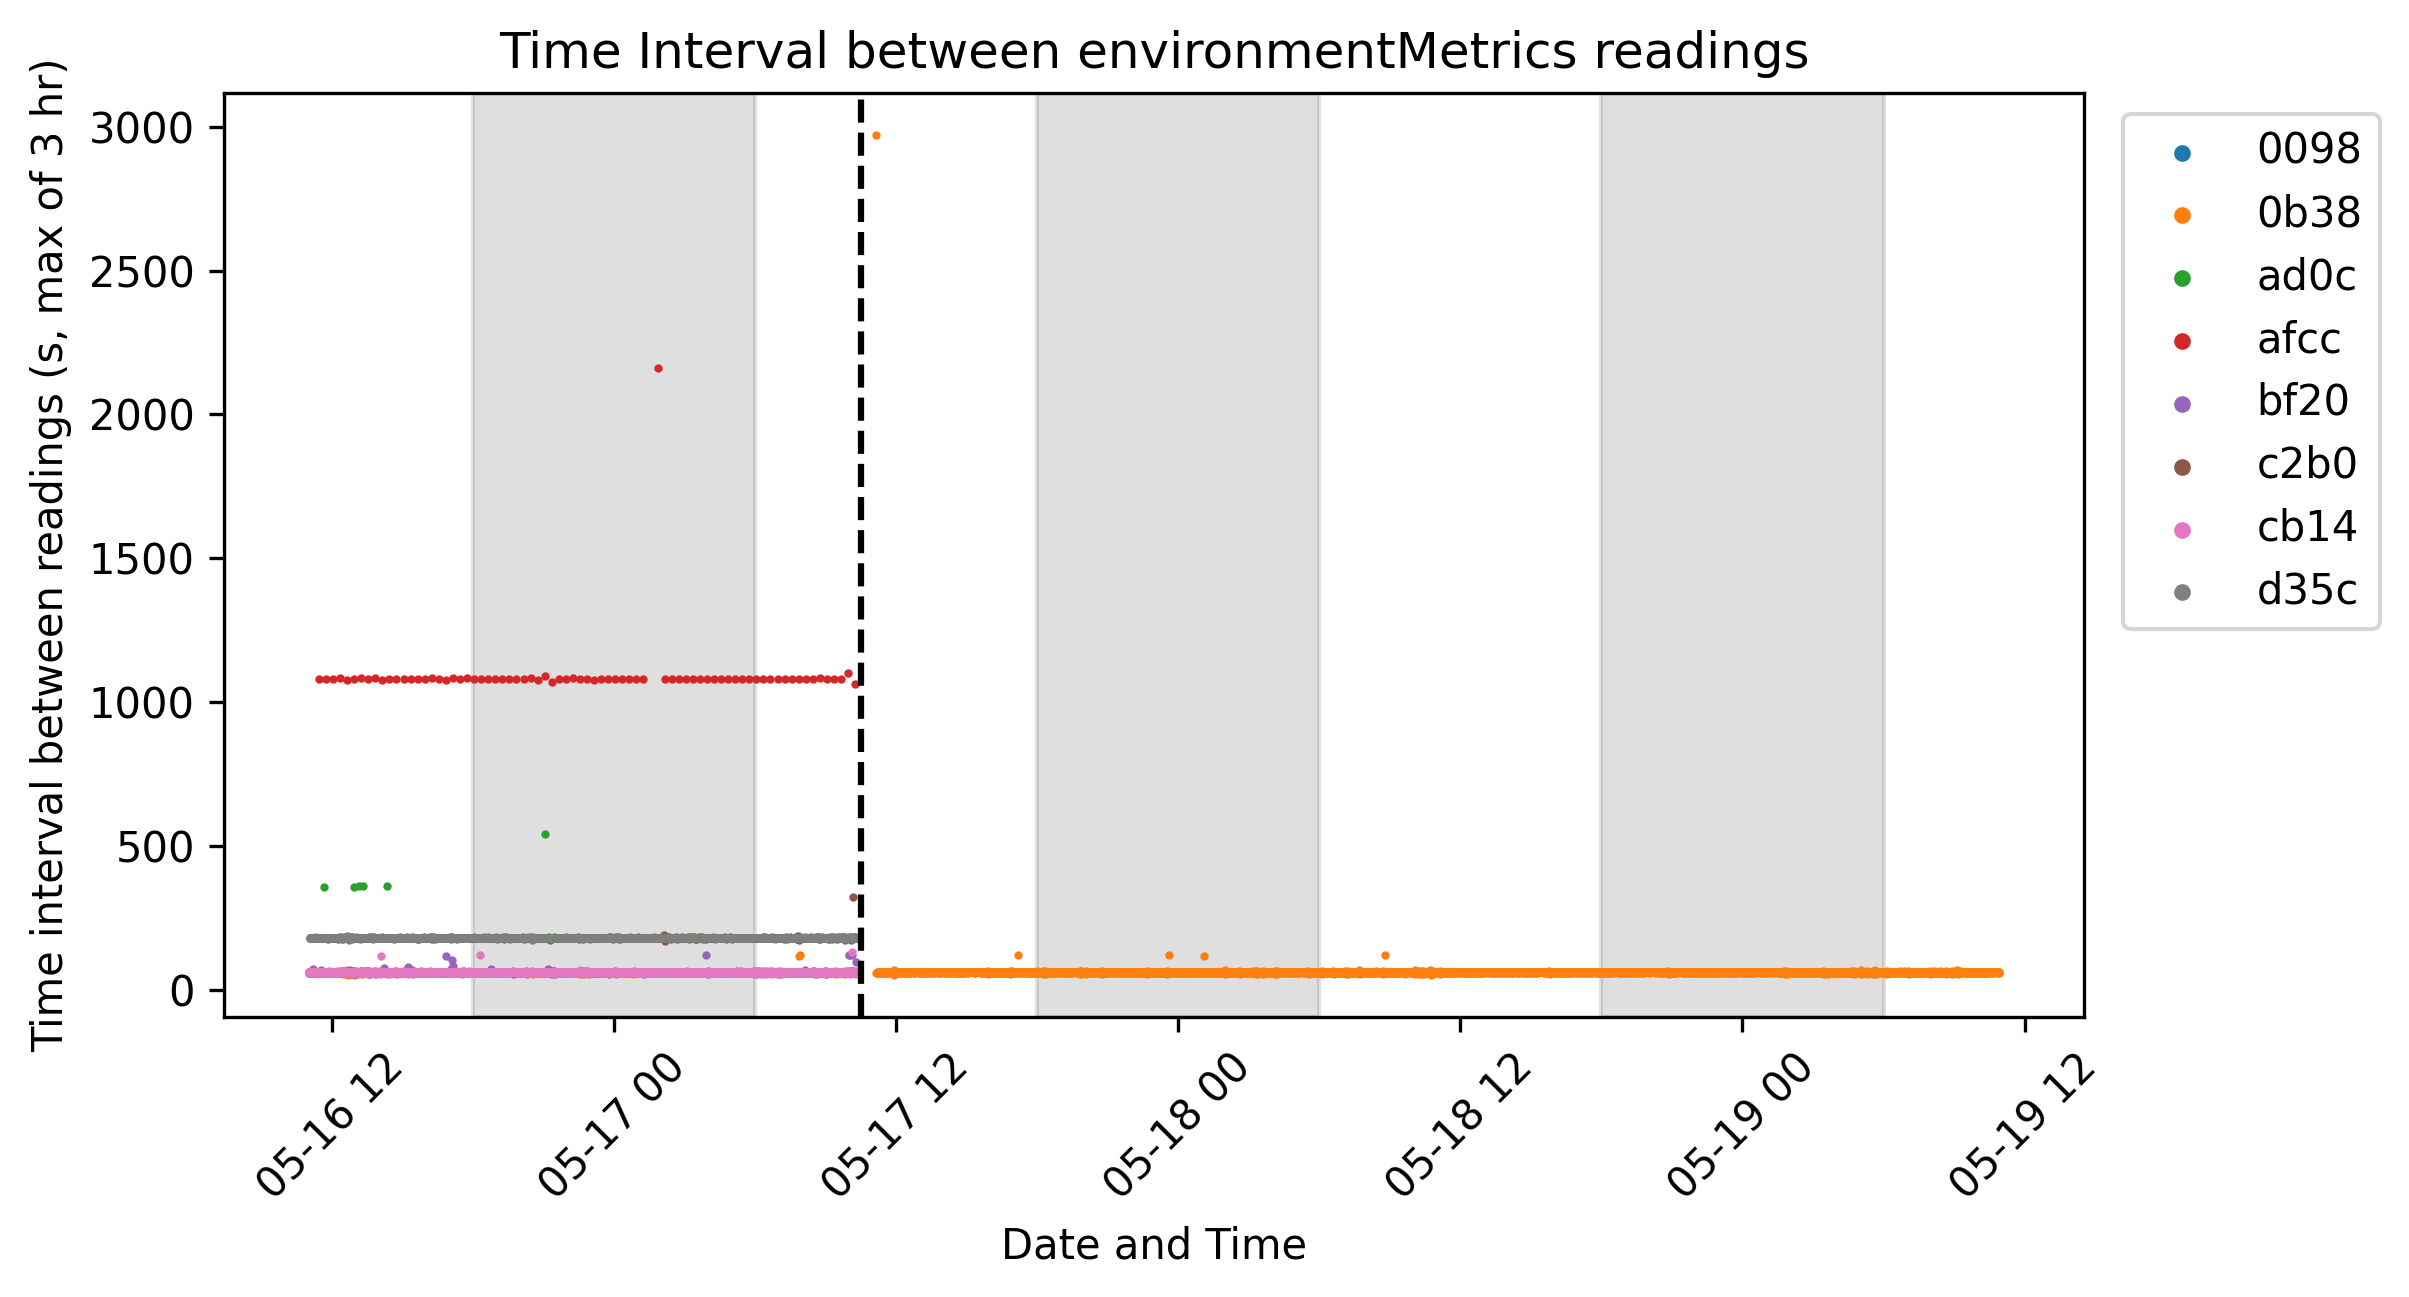 Time Interval between environmentMetrics readings
Time interval between readings (s, max of 3 hr)
3000
2500
2000
1500
1000
500
0
05-16 12
05-17 00
05-17 12
05-18 00
05-18 12
05-19 00
05-19 12
Date and Time
0098
0b38
ad0c
afcc
bf20
c2b0
cb14
d35c